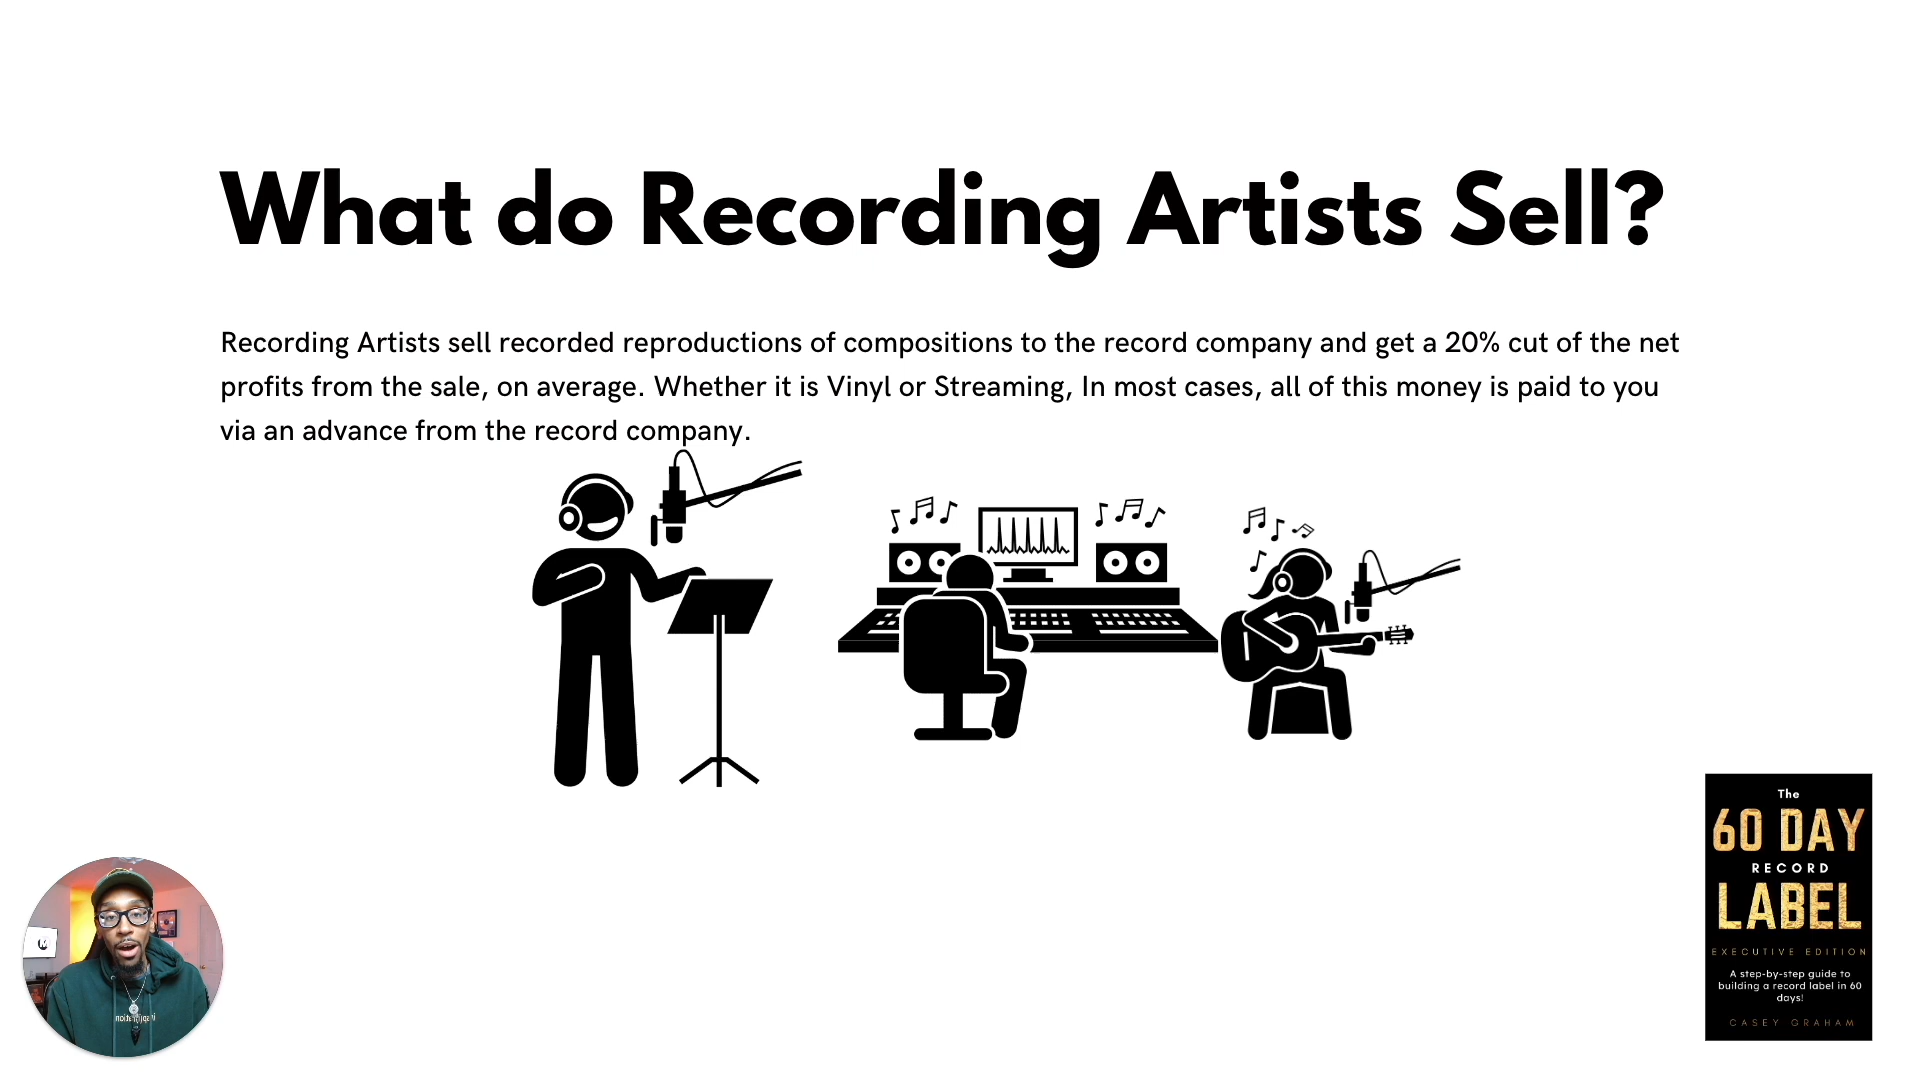 What do Recording Artists Sell?
Recording Artists sell recorded reproductions of compositions to the record company and get a 20% cut of the net
profits from the sale, on average. Whether it is Vinyl or Streaming, In most cases, all of this money is paid to you
via an advance from the record company.
The
60 DAY
RECORD
LABEL
EXECUTIVE EDITION
A step-by-step guide to
building a record label in 60
days!
CASEY GRAHAM